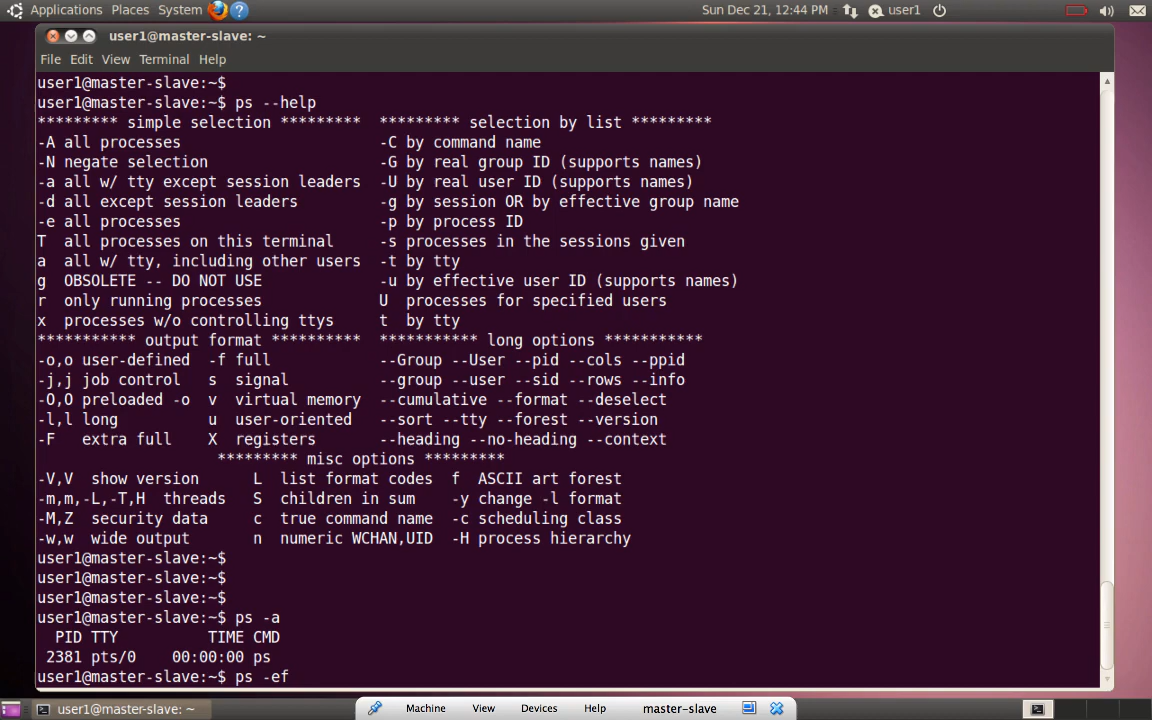 Applications Places System Sun Dec 21, 12:44 PM user1
user1@master-slave: ~
File Edit View Terminal Help
user1@master-slave:~$
user1@master-slave:~$ ps --help
********* simple selection ********* ********* selection by list *********
-A all processes -C by command name
-N negate selection -G by real group ID (supports names)
-a all w/ tty except session leaders -U by real user ID (supports names)
-d all except session leaders -g by session OR by effective group name
-e all processes -p by process ID
T all processes on this terminal -s processes in the sessions given
a all w/ tty, including other users -t by tty
g OBSOLETE -- DO NOT USE -u by effective user ID (supports names)
r only running processes U processes for specified users
x processes w/o controlling ttys t by tty
*********** output format ********** *********** long options ***********
-o,o user-defined -f full --Group --User --pid --cols --ppid
-j,j job control s signal --group --user --sid --rows --info
-O,O preloaded -o v virtual memory --cumulative --format --deselect
-l,l long u user-oriented --sort --tty --forest --version
-F extra full X registers --heading --no-heading --context
********* misc options *********
-V,V show version L list format codes f ASCII art forest
-m,m,-L,-T,H threads S children in sum -y change -l format
-M,Z security data c true command name -c scheduling class
-w,w wide output n numeric WCHAN,UID -H process hierarchy
user1@master-slave:~$
user1@master-slave:~$
user1@master-slave:~$
user1@master-slave:~$ ps -a
PID TTY TIME CMD
2381 pts/0 00:00:00 ps
user1@master-slave:~$ ps -ef
user1@master-slave: ~ Machine View Devices Help master-slave